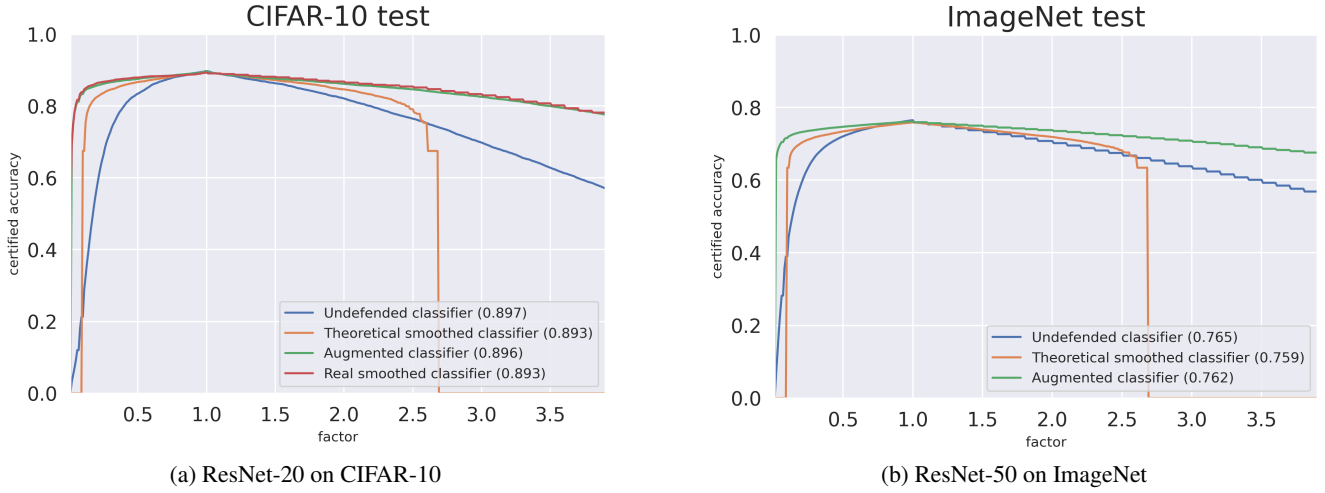 CIFAR-10 test
1.0
0.8
0.6
0.4
0.2
0.0
certified accuracy
Undefended classifier (0.897)
Theoretical smoothed classifier (0.893)
Augmented classifier (0.896)
Real smoothed classifier (0.893)
0.5 1.0 1.5 2.0 2.5 3.0 3.5
factor
(a) ResNet-20 on CIFAR-10
ImageNet test
1.0
0.8
0.6
0.4
0.2
0.0
certified accuracy
Undefended classifier (0.765)
Theoretical smoothed classifier (0.759)
Augmented classifier (0.762)
0.5 1.0 1.5 2.0 2.5 3.0 3.5
factor
(b) ResNet-50 on ImageNet